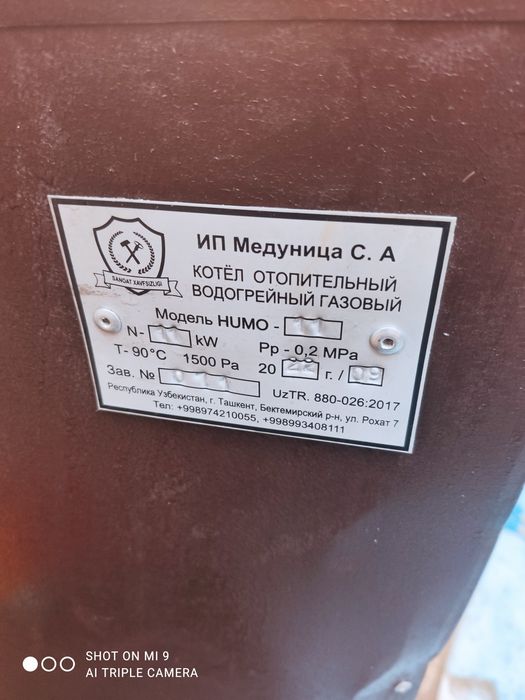 SANOAT XAVFSIZLIGI
ИП Медуница С. А
КОТЁЛ ОТОПИТЕЛЬНЫЙ
ВОДОГРЕЙНЫЙ ГАЗОВЫЙ
Модель HUMO -
N- kW Pp - 0,2 MPa
T- 90°C 1500 Pa 20 г. / 09
Зав. №
UzTR. 880-026:2017
Республика Узбекистан, г. Ташкент, Бектемирский р-н, ул. Рохат 7
Тел: +998974210055, +998993408111
SHOT ON MI 9
AI TRIPLE CAMERA